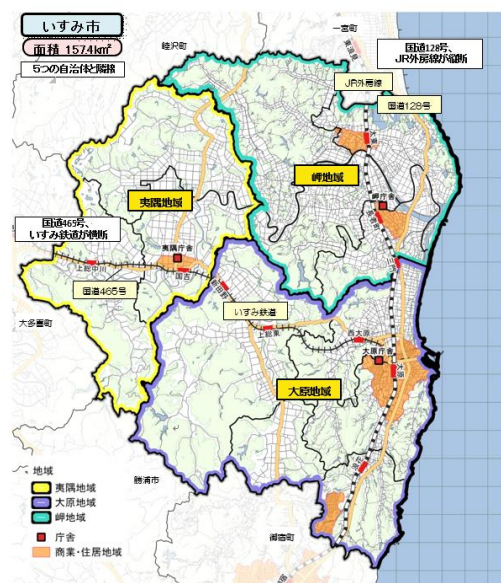 いすみ市
面積 157.4k㎡
5つの自治体と隣接
睦沢町
一宮町
国道128号、
JR外房線が縦断
JR外房線
国道128号
岬地域
岬庁舎
夷隅地域
国道465号、
いすみ鉄道が横断
夷隅庁舎
上総中川
国吉
国道465号
新田野
いすみ鉄道
大多喜町
上総東
西大原
大原庁舎
大原
大原地域
勝浦市
御宿町
地域
夷隅地域
大原地域
岬地域
庁舎
商業・住居地域